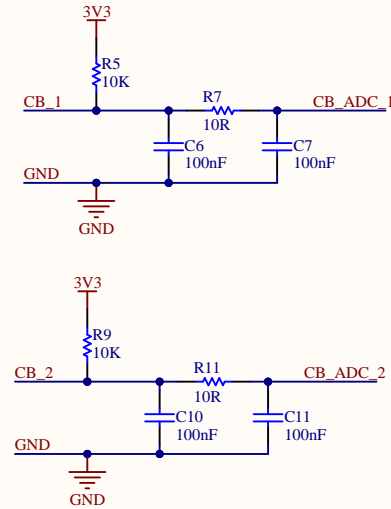 3V3
R5
10K
CB_1
R7
CB_ADC_1
10R
C6
100nF
C7
100nF
GND
GND
3V3
R9
10K
CB_2
R11
CB_ADC_2
10R
C10
100nF
C11
100nF
GND
GND